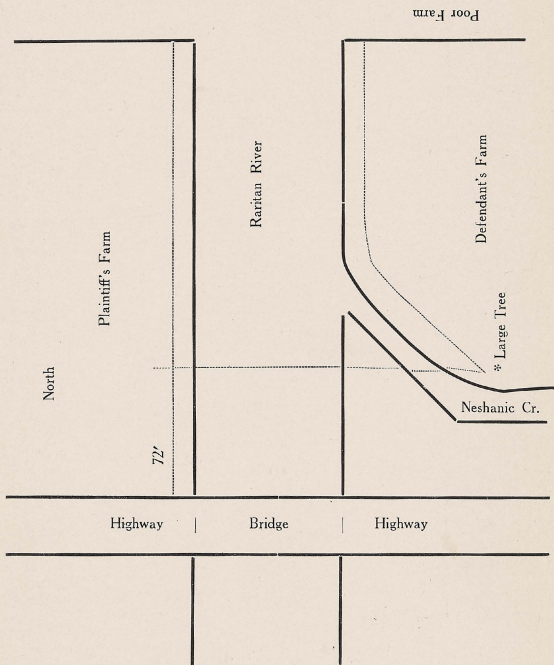 Poor Farm
Raritan River
Defendant's Farm
Plaintiff's Farm
* Large Tree
North
Neshanic Cr.
72'
Highway | Bridge | Highway